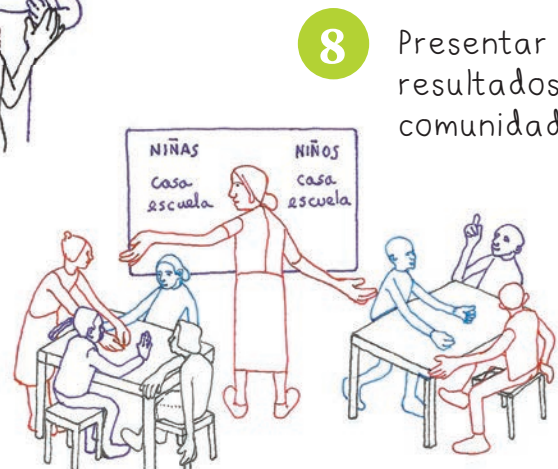 8
Presentar
resultados
comunidad
NIÑAS
casa
escuela
NIÑOS
casa
escuela